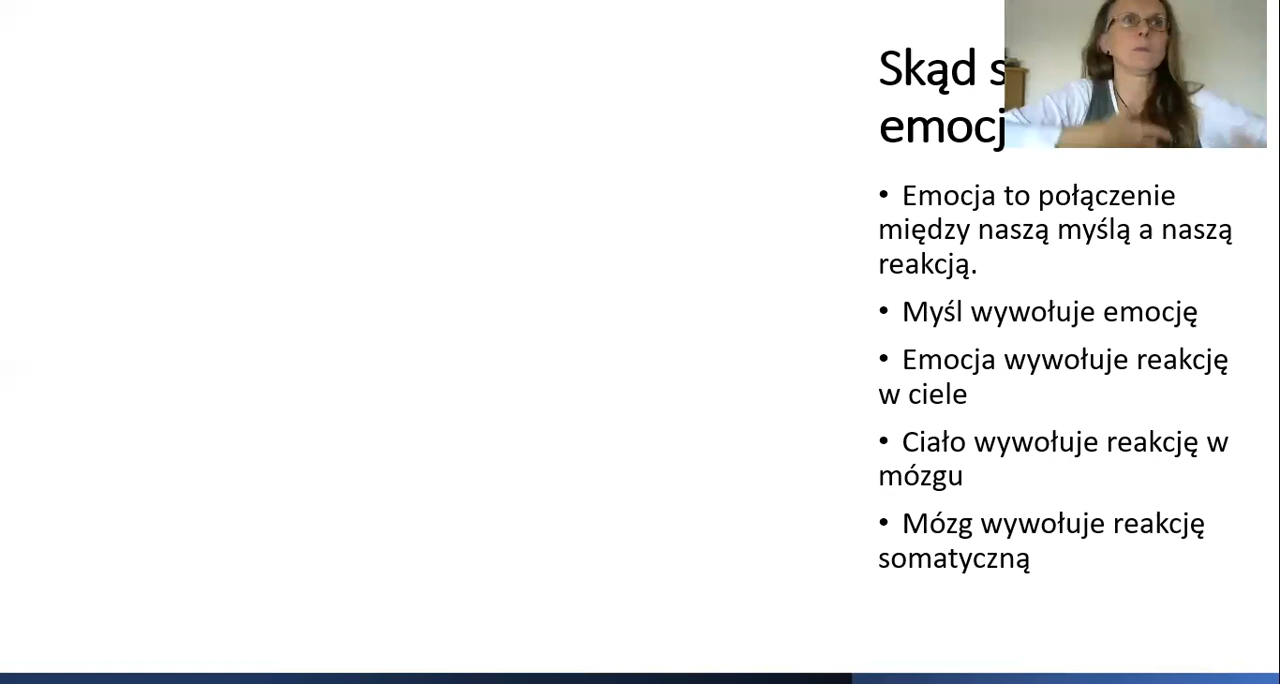 Skąd
emocj
• Emocja to połączenie
między naszą myślą a naszą
reakcją.
• Myśl wywołuje emocję
• Emocja wywołuje reakcję
w ciele
• Ciało wywołuje reakcję w
mózgu
• Mózg wywołuje reakcję
somatyczną